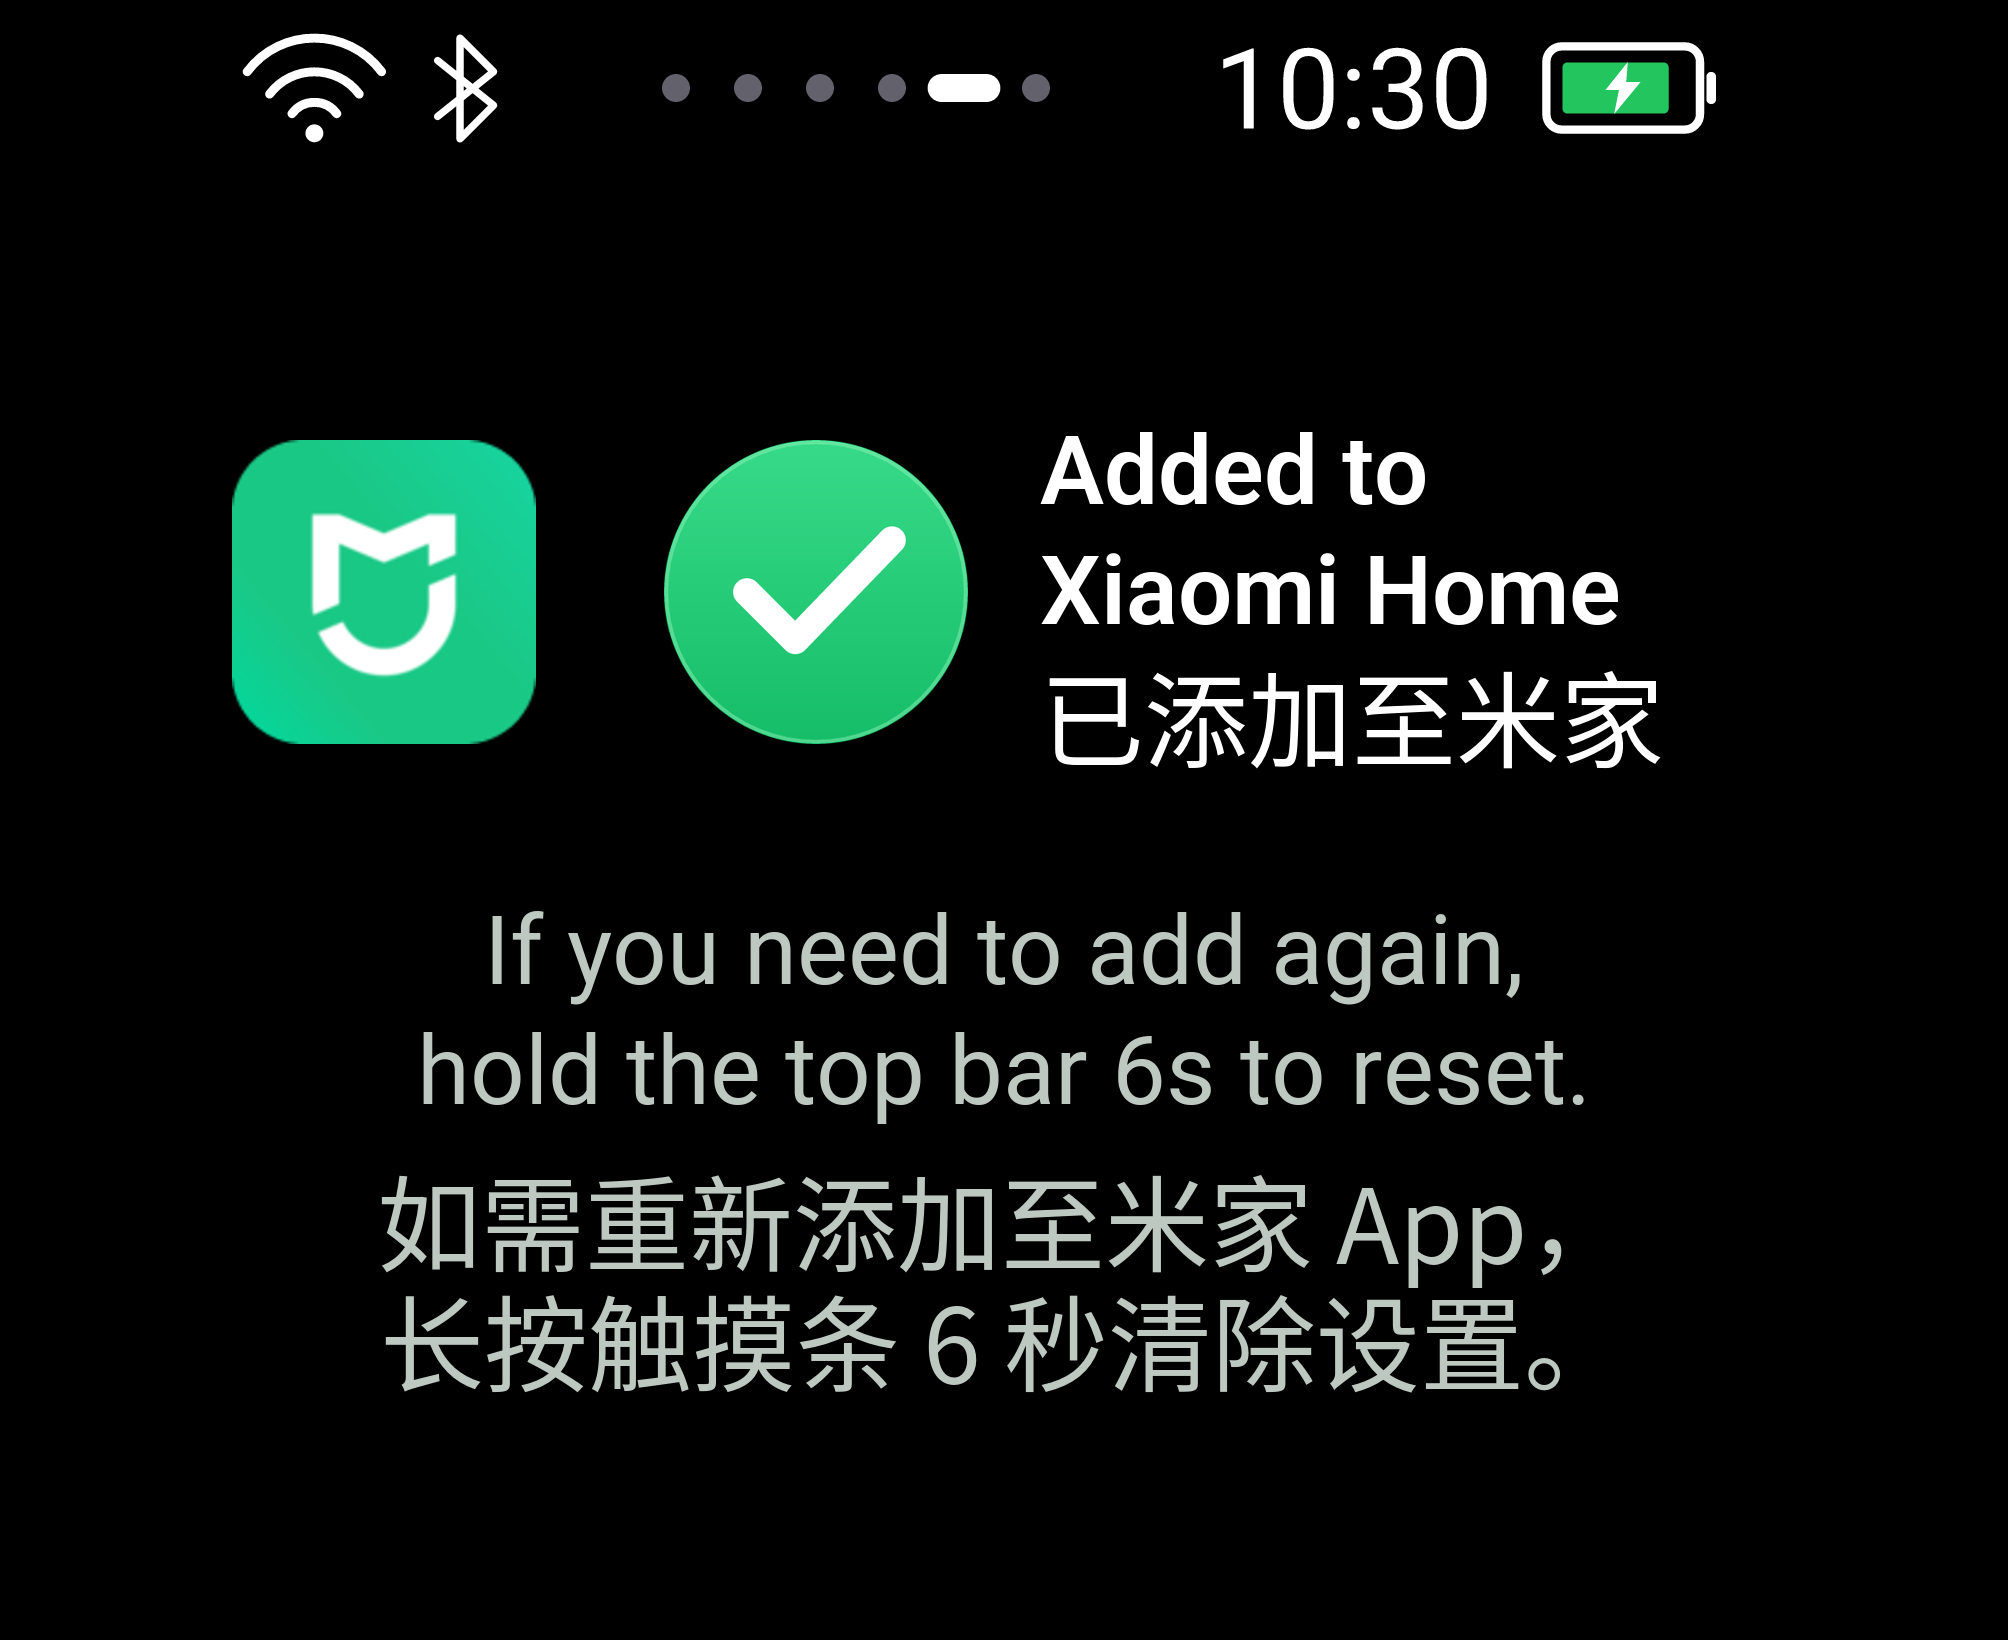 10:30
Added to
Xiaomi Home
已添加至米家
If you need to add again,
hold the top bar 6s to reset.
如需重新添加至米家 App，
长按触摸条 6 秒清除设置。